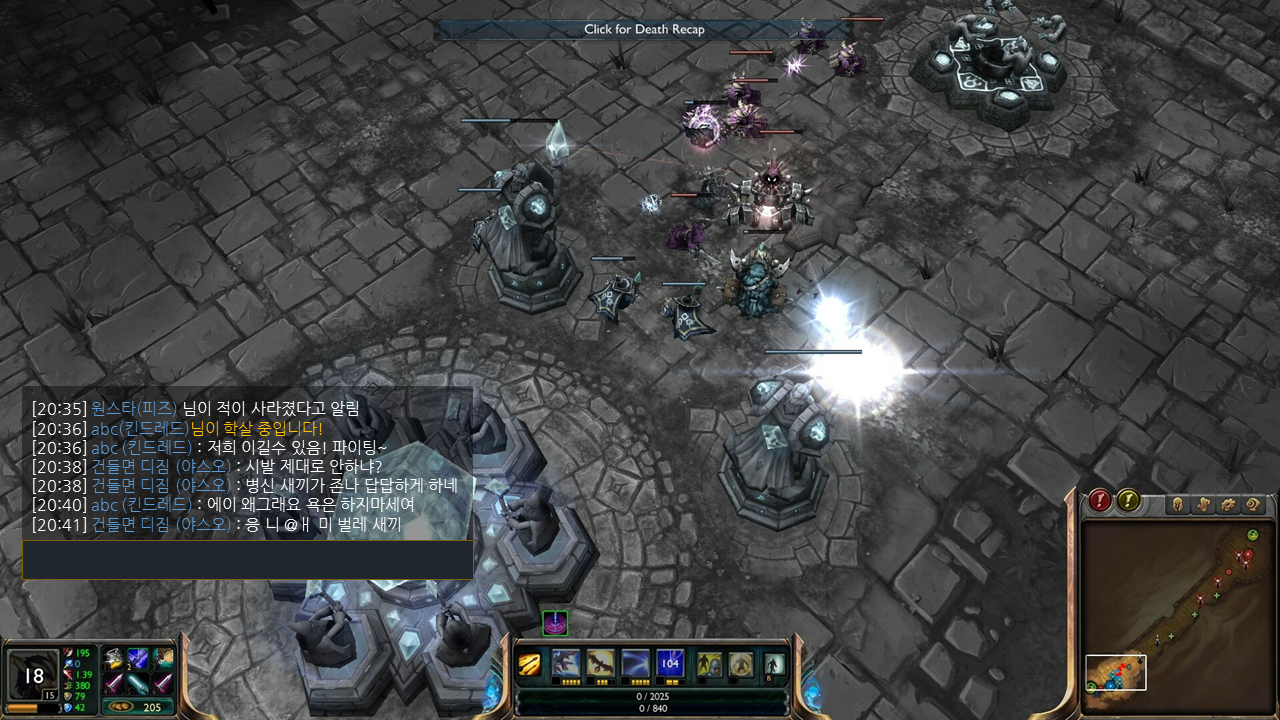 Click for Death Recap
[20:35] 원스타(피즈) 님이 적이 사라졌다고 알림
[20:36] abc(킨드레드)님이 학살 중입니다!
[20:36] abc (킨드레드) : 저희 이길수 있음! 파이팅~
[20:38] 건들면 디짐 (야스오) : 시발 제대로 안하냐?
[20:38] 건들면 디짐 (야스오) : 병신 새끼가 존나 답답하게 하네
[20:40] abc (킨드레드) : 에이 왜그래요 욕은 하지마세여
[20:41] 건들면 디짐 (야스오) : 응 니 @ㅐ 미 벌레 새끼
18
15
195
0
1.39
380
79
42
205
104
B
0 / 2025
0 / 840